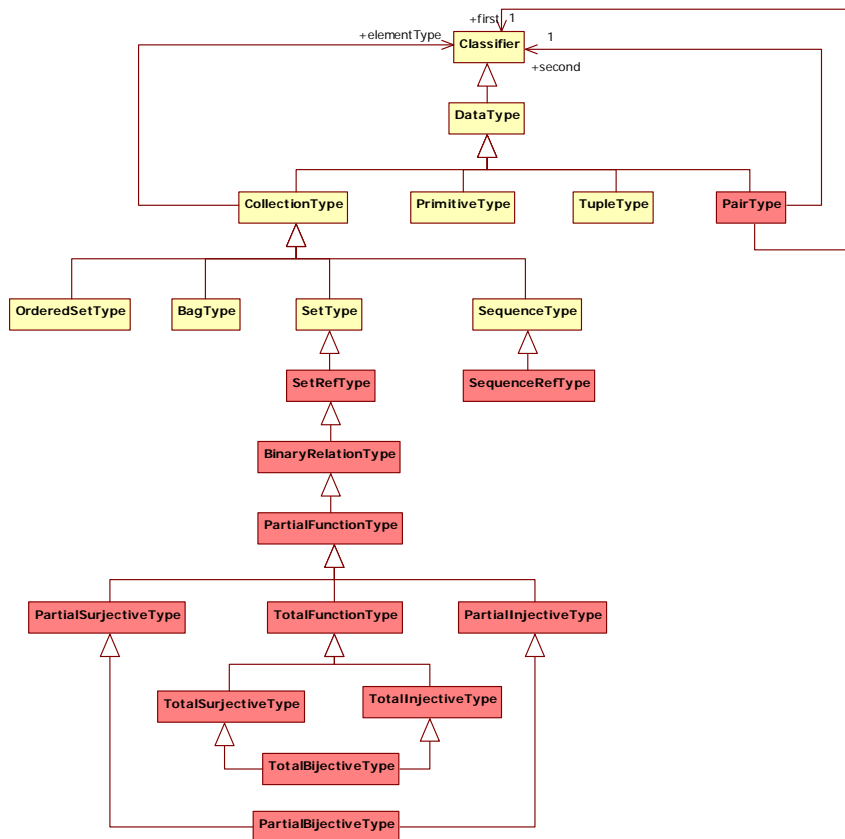 +first 1
+elementType
Classifier
1
+second
DataType
CollectionType
PrimitiveType
TupleType
PairType
OrderedSetType
BagType
SetType
SequenceType
SetRefType
SequenceRefType
BinaryRelationType
PartialFunctionType
PartialSurjectiveType
TotalFunctionType
PartialInjectiveType
TotalSurjectiveType
TotalInjectiveType
TotalBijectiveType
PartialBijectiveType